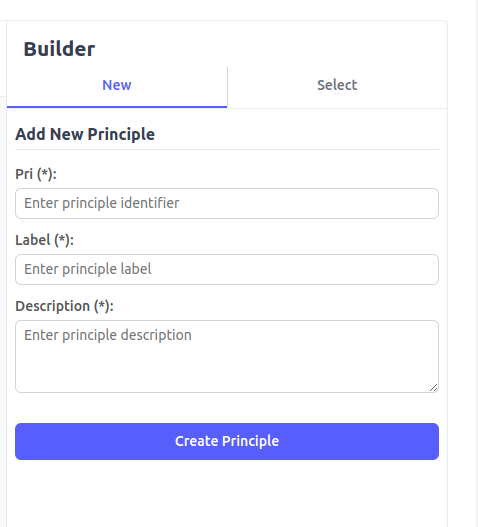 Builder
New Select
Add New Principle
Pri (*):
Enter principle identifier
Label (*):
Enter principle label
Description (*):
Enter principle description
Create Principle